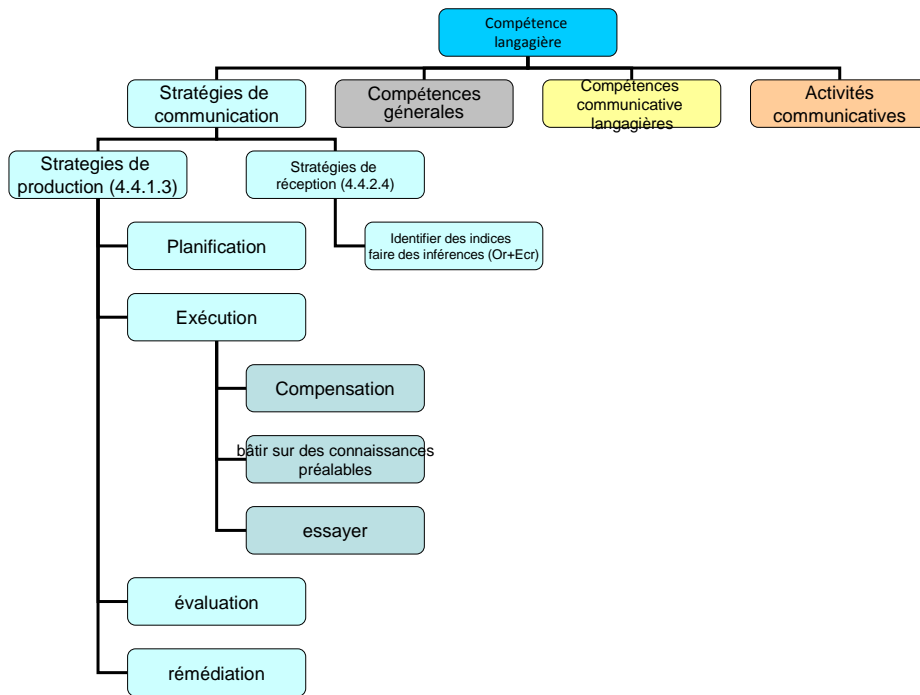 Compétence
langagière
Stratégies de
communication
Compétences
génerales
Compétences
communicative
langagières
Activités
communicatives
Strategies de
production (4.4.1.3)
Stratégies de
réception (4.4.2.4)
Planification
Identifier des indices
faire des inférences (Or+Ecr)
Exécution
Compensation
bâtir sur des connaissances
préalables
essayer
évaluation
rémédiation